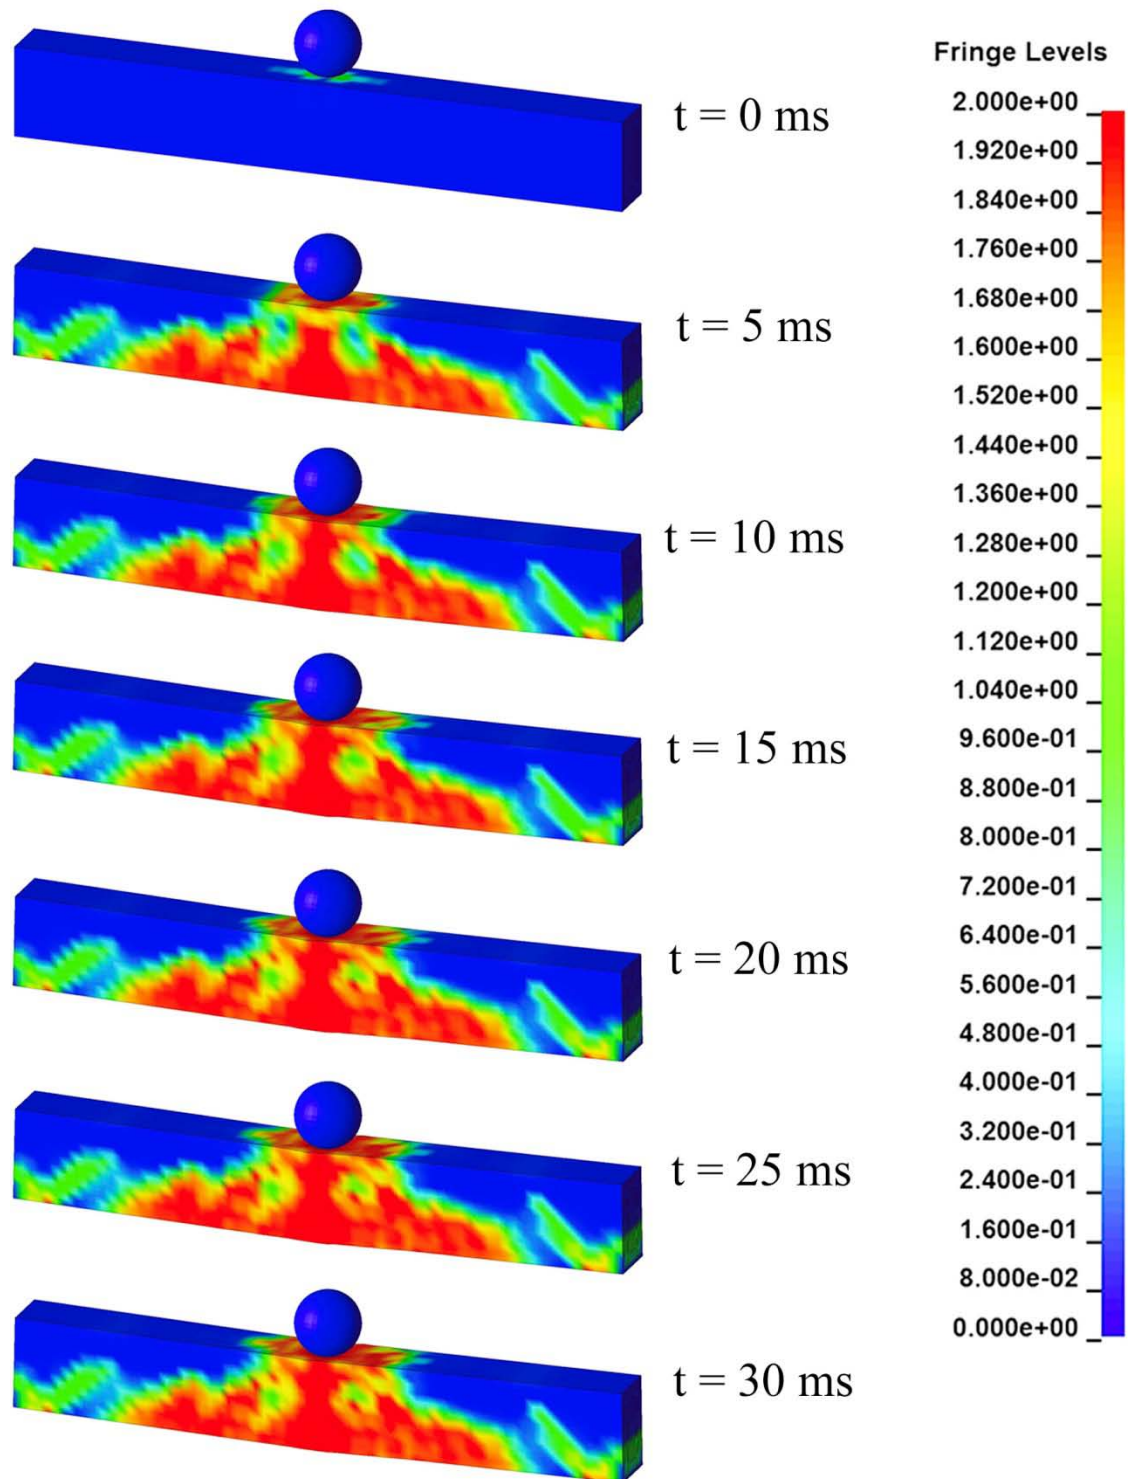 Fringe Levels
2.000e+00
1.920e+00
1.840e+00
1.760e+00
1.680e+00
1.600e+00
1.520e+00
1.440e+00
1.360e+00
1.280e+00
1.200e+00
1.120e+00
1.040e+00
9.600e-01
8.800e-01
8.000e-01
7.200e-01
6.400e-01
5.600e-01
4.800e-01
4.000e-01
3.200e-01
2.400e-01
1.600e-01
8.000e-02
0.000e+00
t = 0 ms
t = 5 ms
t = 10 ms
t = 15 ms
t = 20 ms
t = 25 ms
t = 30 ms